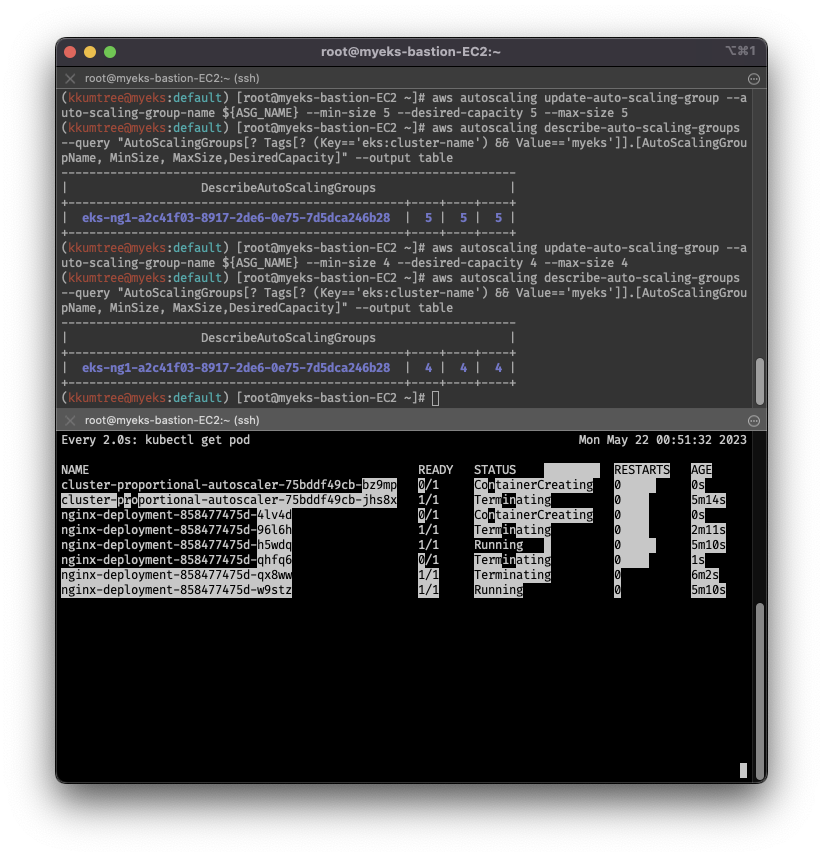 root@myeks-bastion-EC2:~
⌥⌘1
root@myeks-bastion-EC2:~ (ssh)
(kkumtree@myeks:default) [root@myeks-bastion-EC2 ~]# aws autoscaling update-auto-scaling-group --a
uto-scaling-group-name ${ASG_NAME} --min-size 5 --desired-capacity 5 --max-size 5
(kkumtree@myeks:default) [root@myeks-bastion-EC2 ~]# aws autoscaling describe-auto-scaling-groups
--query "AutoScalingGroups[? Tags[? (Key=='eks:cluster-name') && Value=='myeks']].[AutoScalingGrou
pName, MinSize, MaxSize,DesiredCapacity]" --output table
-----------------------------------------------------------------
|                   DescribeAutoScalingGroups                   |
+------------------------------------------------+----+----+----+
|  eks-ng1-a2c41f03-8917-2de6-0e75-7d5dca246b28  |  5 |  5 |  5 |
+------------------------------------------------+----+----+----+
(kkumtree@myeks:default) [root@myeks-bastion-EC2 ~]# aws autoscaling update-auto-scaling-group --a
uto-scaling-group-name ${ASG_NAME} --min-size 4 --desired-capacity 4 --max-size 4
(kkumtree@myeks:default) [root@myeks-bastion-EC2 ~]# aws autoscaling describe-auto-scaling-groups
--query "AutoScalingGroups[? Tags[? (Key=='eks:cluster-name') && Value=='myeks']].[AutoScalingGrou
pName, MinSize, MaxSize,DesiredCapacity]" --output table
-----------------------------------------------------------------
|                   DescribeAutoScalingGroups                   |
+------------------------------------------------+----+----+----+
|  eks-ng1-a2c41f03-8917-2de6-0e75-7d5dca246b28  |  4 |  4 |  4 |
+------------------------------------------------+----+----+----+
(kkumtree@myeks:default) [root@myeks-bastion-EC2 ~]#
root@myeks-bastion-EC2:~ (ssh)
Every 2.0s: kubectl get pod Mon May 22 00:51:32 2023
NAME READY STATUS RESTARTS AGE
cluster-proportional-autoscaler-75bddf49cb-bz9mp 0/1 ContainerCreating 0 0s
cluster-proportional-autoscaler-75bddf49cb-jhs8x 1/1 Terminating 0 5m14s
nginx-deployment-858477475d-4lv4d 0/1 ContainerCreating 0 0s
nginx-deployment-858477475d-96l6h 1/1 Terminating 0 2m11s
nginx-deployment-858477475d-h5wdq 1/1 Running 0 5m10s
nginx-deployment-858477475d-qhfq6 0/1 Terminating 0 1s
nginx-deployment-858477475d-qx8ww 1/1 Terminating 0 6m2s
nginx-deployment-858477475d-w9stz 1/1 Running 0 5m10s